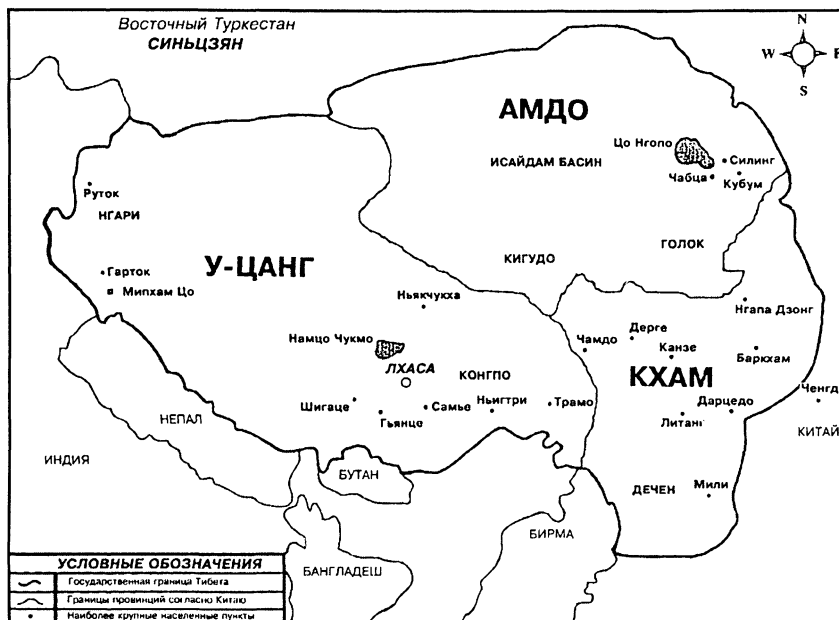 Восточный Туркестан
СИНЬЦЗЯН
N
W
E
S
АМДО
Цо Нгопо
ИСАЙДАМ БАСИН
Силинг
Чабца
Кубум
Руток
НГАРИ
ГОЛОК
У-ЦАНГ
КИГУДО
Гарток
Мипхам Цо
Ньякчукха
Нгапа Дзонг
Намцо Чукмо
Дерге
Чамдо
Канзе
Баркхам
ЛХАСА
КОНГПО
КХАМ
Ченгд
Шигаце
Самье
Ньигтри
Трамо
Дарцедо
Гьянце
Литанг
НЕПАЛ
КИТАЙ
ИНДИЯ
БУТАН
ДЕЧЕН
Мили
БИРМА
БАНГЛАДЕШ
УСЛОВНЫЕ ОБОЗНАЧЕНИЯ
Государственная граница Тибета
Границы провинций согласно Китаю
Наиболее крупные населенные пункты